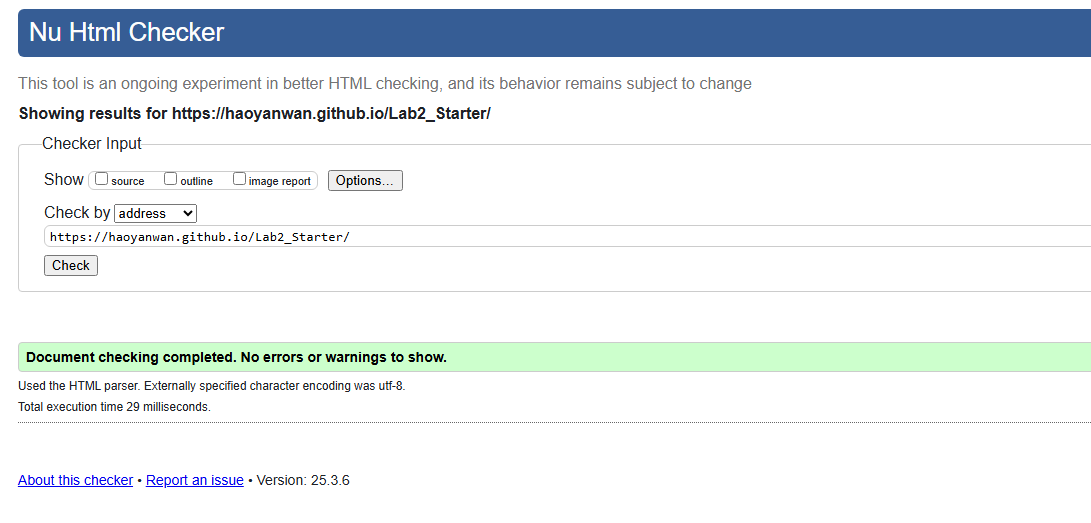 Nu Html Checker
This tool is an ongoing experiment in better HTML checking, and its behavior remains subject to change
Showing results for https://haoyanwan.github.io/Lab2_Starter/
Checker Input
Show source outline image report Options...
Check by address
https://haoyanwan.github.io/Lab2_Starter/
Check
Document checking completed. No errors or warnings to show.
Used the HTML parser. Externally specified character encoding was utf-8.
Total execution time 29 milliseconds.
About this checker • Report an issue • Version: 25.3.6